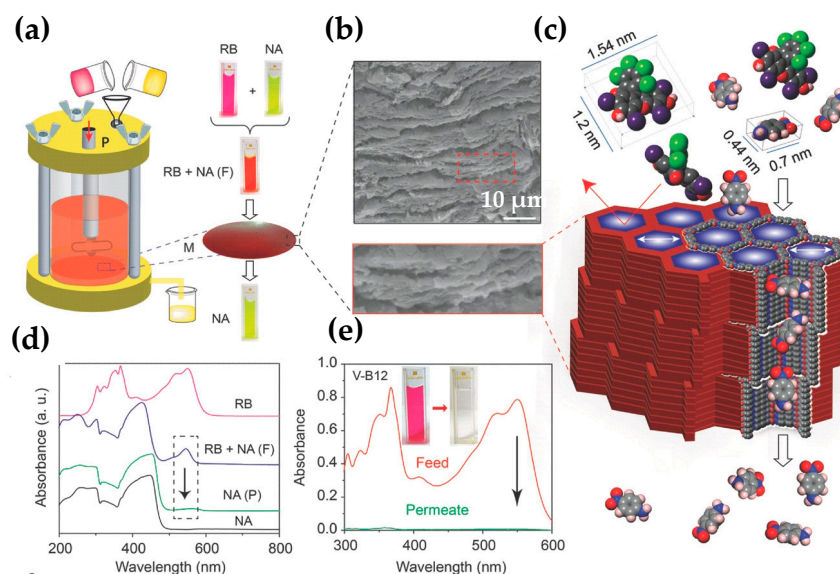 (a)
P
M
RB
NA
+
RB + NA (F)
NA
(b)
10 μm
(c)
1.54 nm
1.2 nm
0.44 nm
0.7 nm
(d)
Absorbance (a. u.)
RB
RB + NA (F)
NA (P)
NA
200
400
600
800
Wavelength (nm)
(e)
Absorbance
1.0
0.8
0.6
0.4
0.2
0.0
V-B12
Feed
Permeate
300
400
500
600
Wavelength (nm)